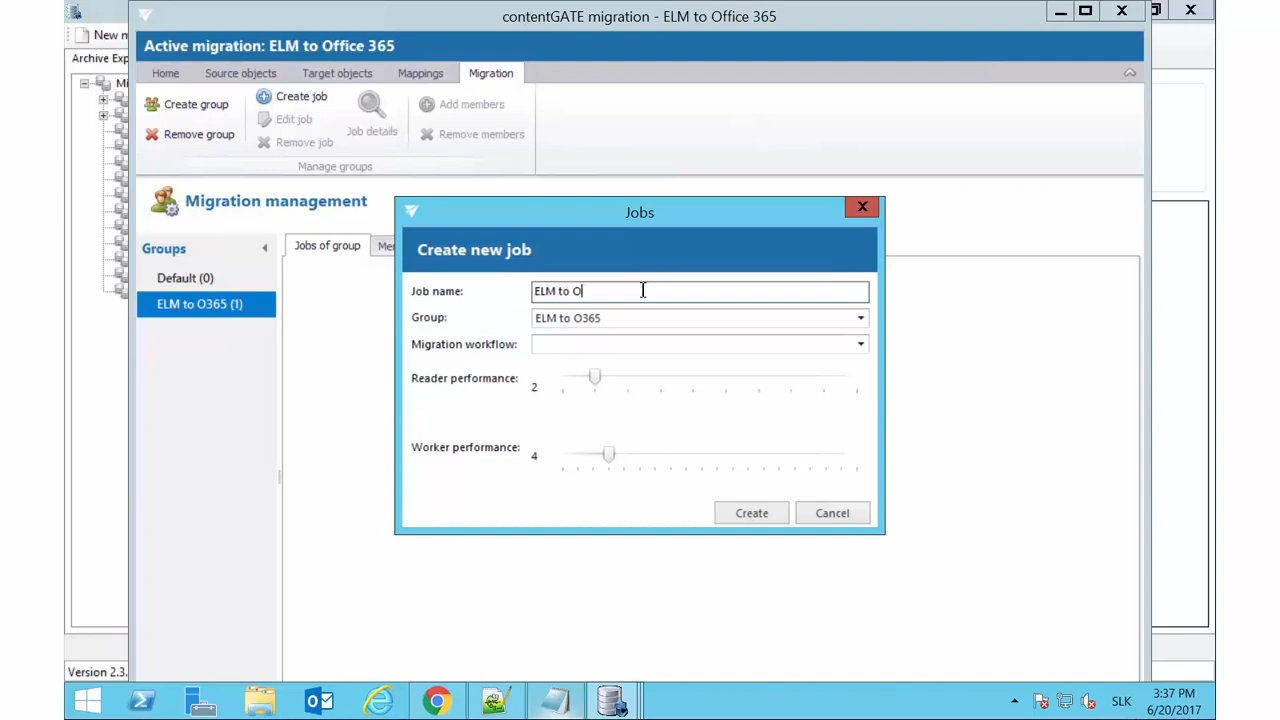 contentGATE migration - ELM to Office 365
New m
Active migration: ELM to Office 365
Archive Exp
Home Source objects Target objects Mappings Migration
Mi
Create group Create job Add members
Edit job
Remove group Job details Remove members
Remove job
Manage groups
Migration management
Groups
Jobs of group Mer
Default (0)
ELM to O365 (1)
Jobs
Create new job
Job name: ELM to O
Group: ELM to O365
Migration workflow:
Reader performance: 2
Worker performance: 4
Create Cancel
Version 2.3.
SLK 3:37 PM
6/20/2017